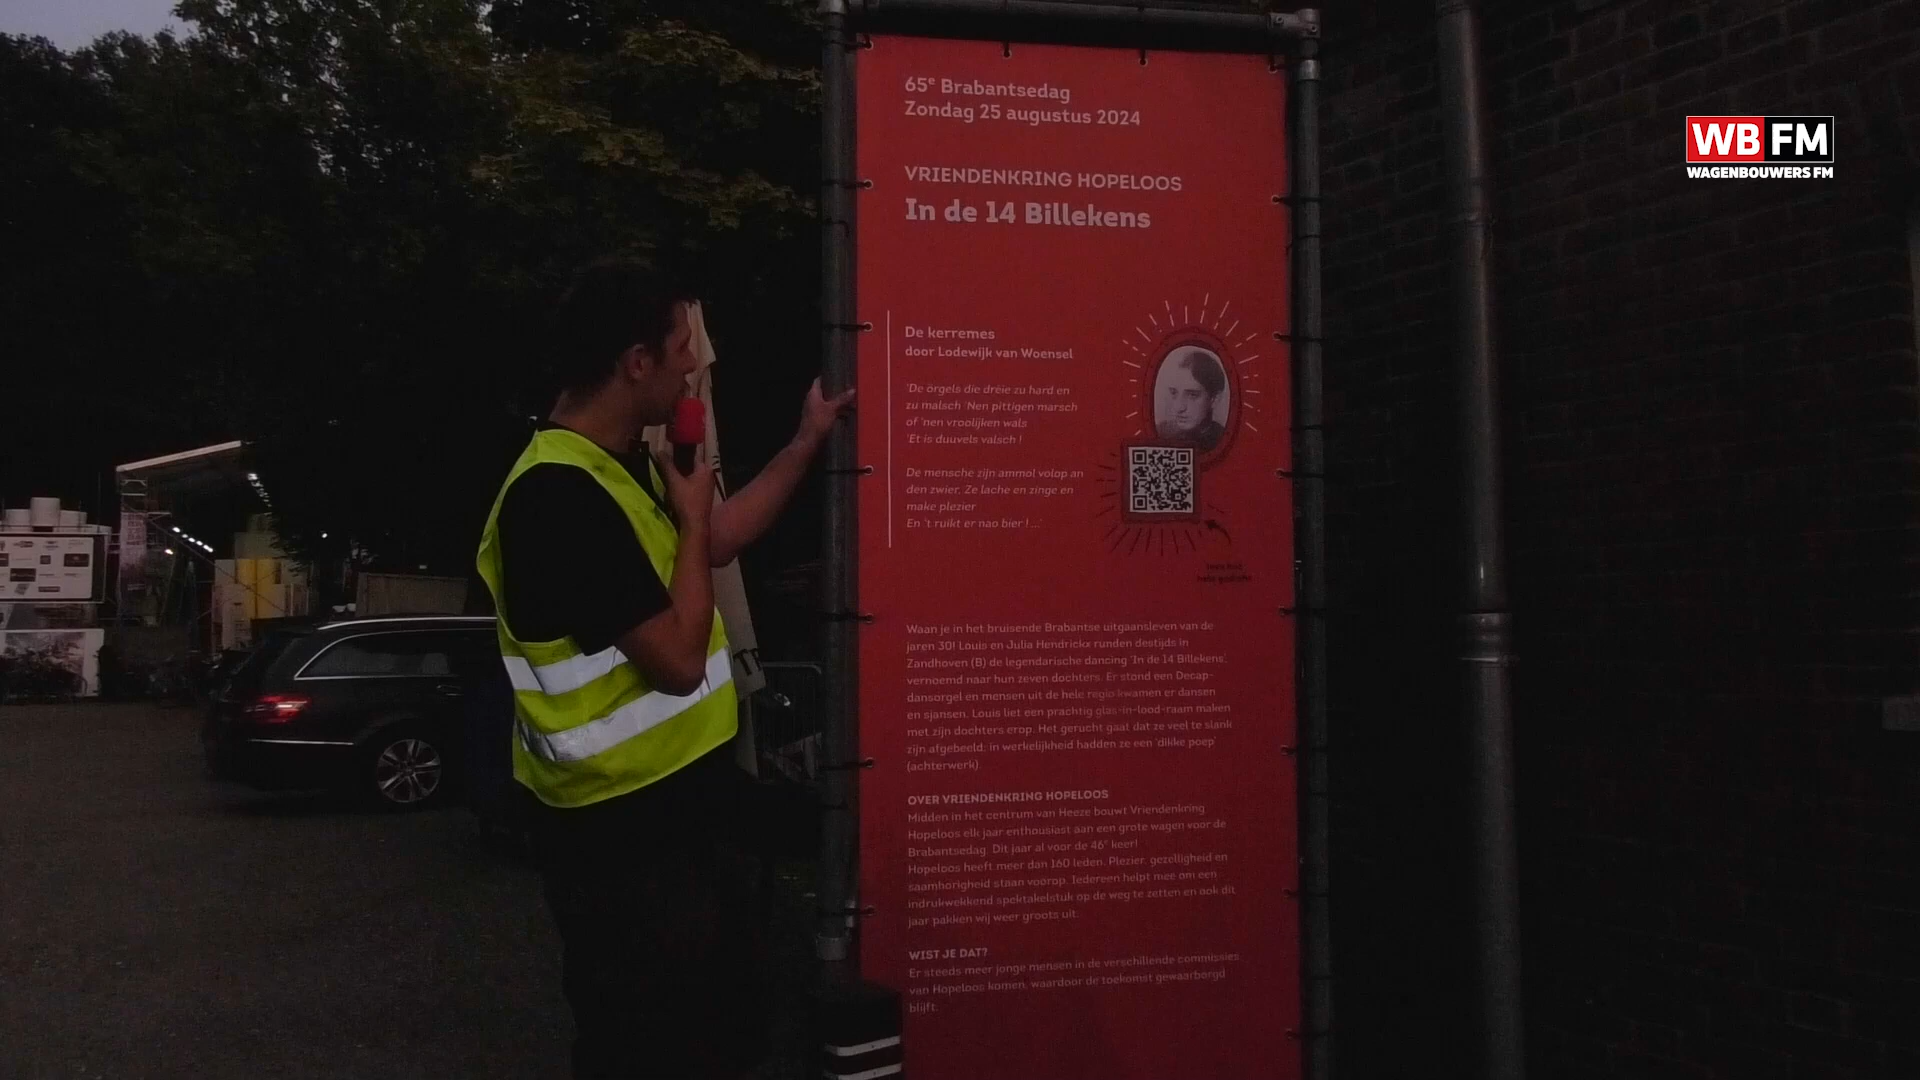 65e Brabantsedag
Zondag 25 augustus 2024
VRIENDENKRING HOPELOOS
In de 14 Billekens
De kerremes
door Lodewijk van Woensel
'De örgels die dreie zu hard en
zu malsch 'Nen pittigen marsch
of 'nen vroolijken wals
'Et is duuvels valsch !
De mensche zijn ammol volop an
den zwier. Ze lache en zinge en
make plezier
En 't ruikt er nao bier ! ...'
Waan je in het bruisende Brabantse uitgaansleven van de
jaren 30! Louis en Julia Hendrickx runden destijds in
Zandhoven (B) de legendarische dancing 'In de 14 Billekens',
vernoemd naar hun zeven dochters. Er stond een Decap-
dansorgel en mensen uit de hele regio kwamen er dansen
en sjansen. Louis liet een prachtig glas-in-lood-raam maken
met zijn dochters erop. Het gerucht gaat dat ze veel te slank
zijn afgebeeld: in werkelijkheid hadden ze een 'dikke poep'
(achterwerk).
OVER VRIENDENKRING HOPELOOS
Midden in het centrum van Heeze bouwt Vriendenkring
Hopeloos elk jaar enthousiast aan een grote wagen voor de
Brabantsedag. Dit jaar al voor de 46e keer!
Hopeloos heeft meer dan 160 leden. Plezier, gezelligheid en
saamhorigheid staan voorop. Iedereen helpt mee om een
indrukwekkend spektakelstuk op de weg te zetten en ook dit
jaar pakken wij weer groots uit.
WIST JE DAT?
Er steeds meer jonge mensen in de verschillende commissies
van Hopeloos komen, waardoor de toekomst gewaarborgd
blijft.
WB FM
WAGENBOUWERS FM